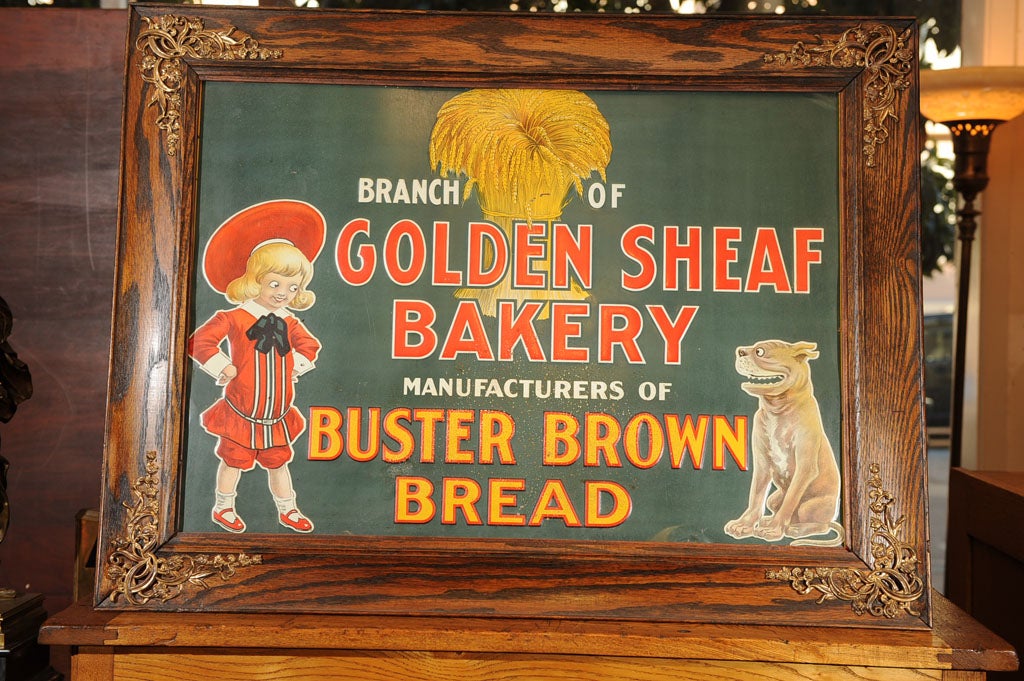 BRANCH OF
GOLDEN SHEAF
BAKERY
MANUFACTURERS OF
BUSTER BROWN
BREAD